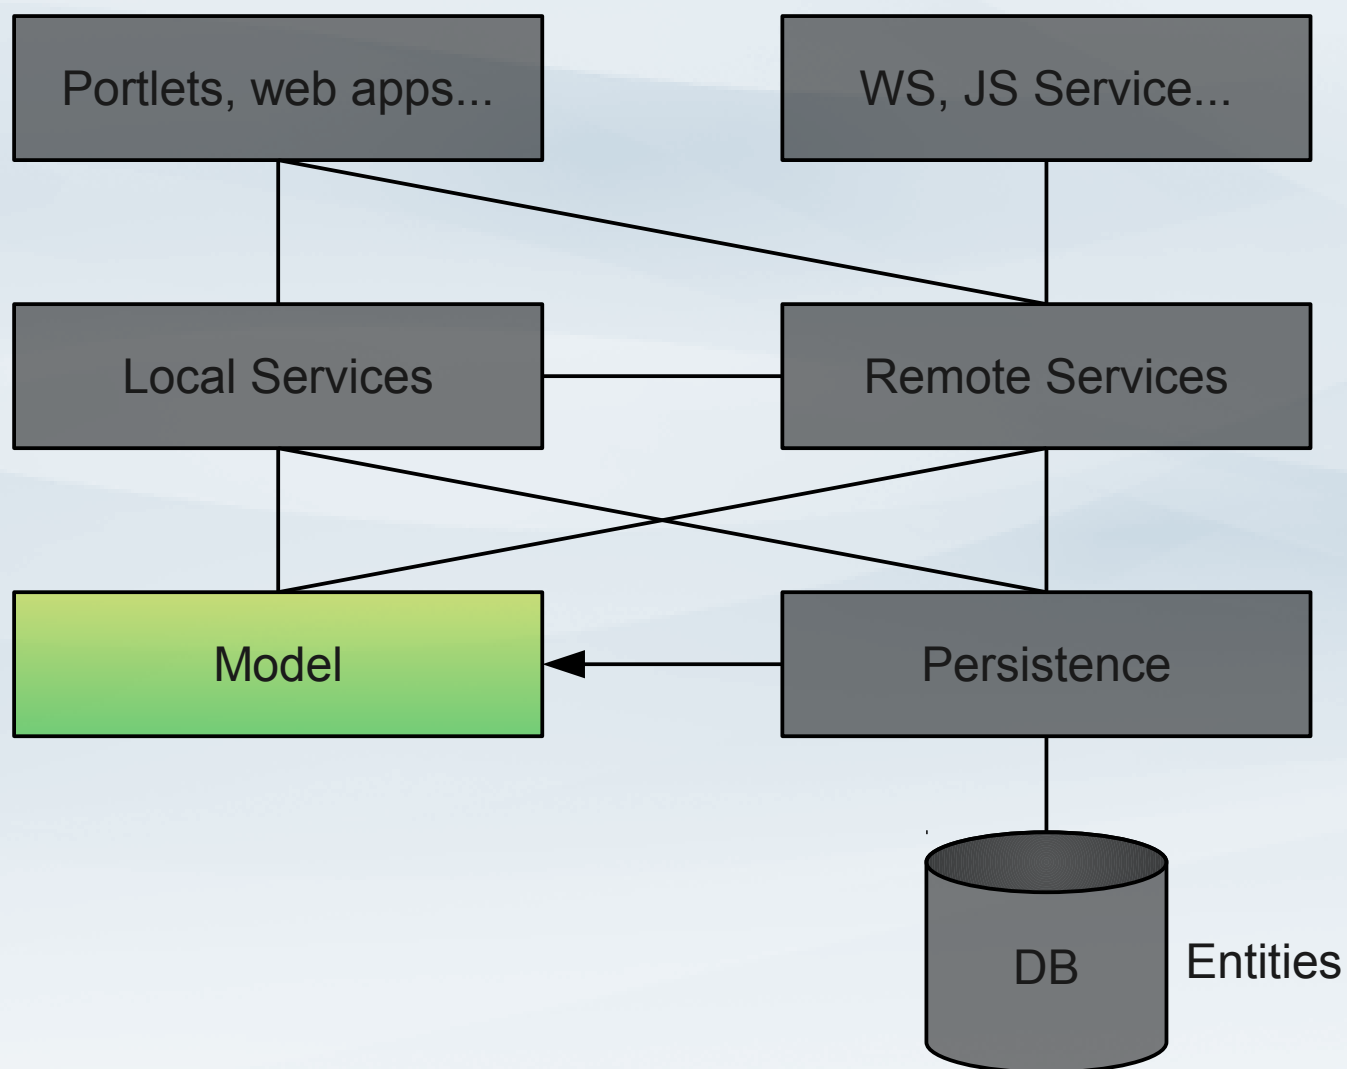 Portlets, web apps...
WS, JS Service...
Local Services
Remote Services
Model
Persistence
DB
Entities